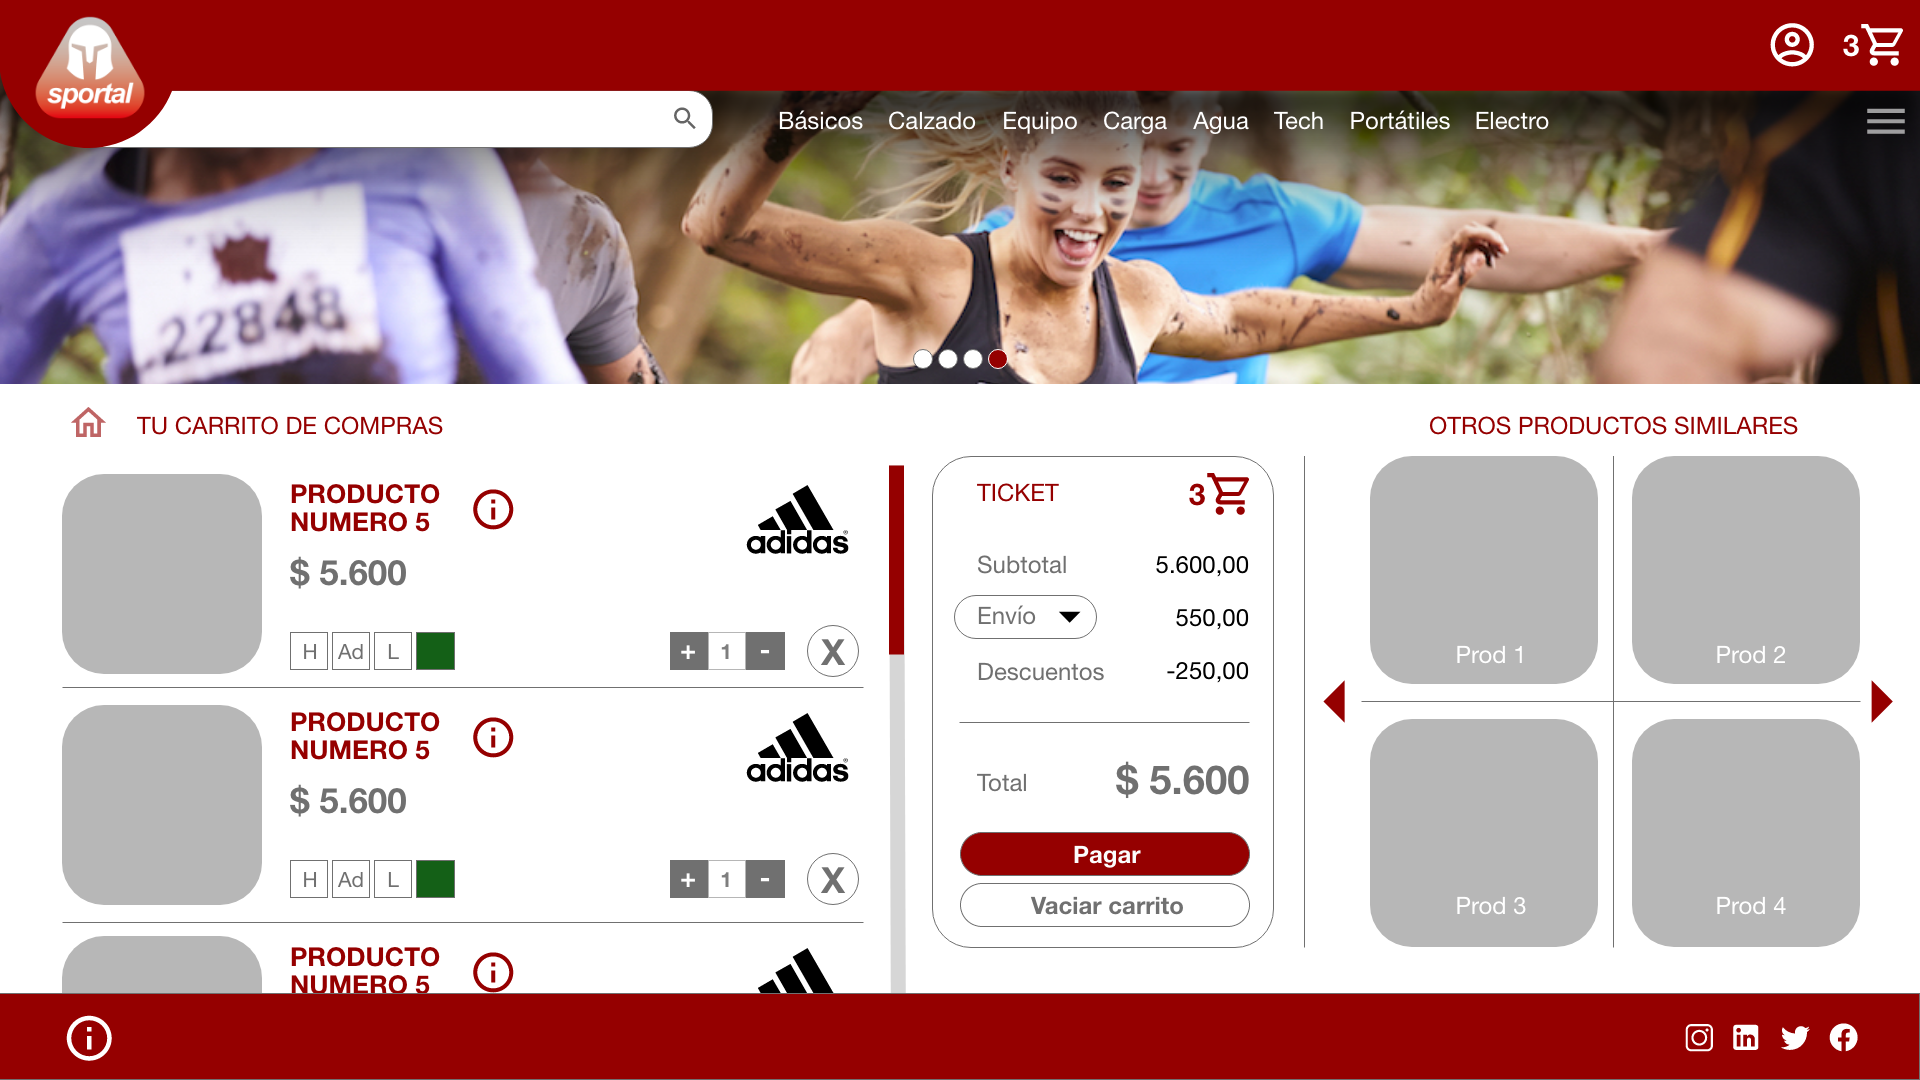 sportal
3
Básicos Calzado Equipo Carga Agua Tech Portátiles Electro
22848
TU CARRITO DE COMPRAS
PRODUCTO
NUMERO 5
$ 5.600
adidas
H Ad L
+ 1 -
X
PRODUCTO
NUMERO 5
$ 5.600
adidas
H Ad L
+ 1 -
X
PRODUCTO
NUMERO 5
TICKET
3
Subtotal 5.600,00
Envío 550,00
Descuentos -250,00
Total $ 5.600
Pagar
Vaciar carrito
OTROS PRODUCTOS SIMILARES
Prod 1
Prod 2
Prod 3
Prod 4